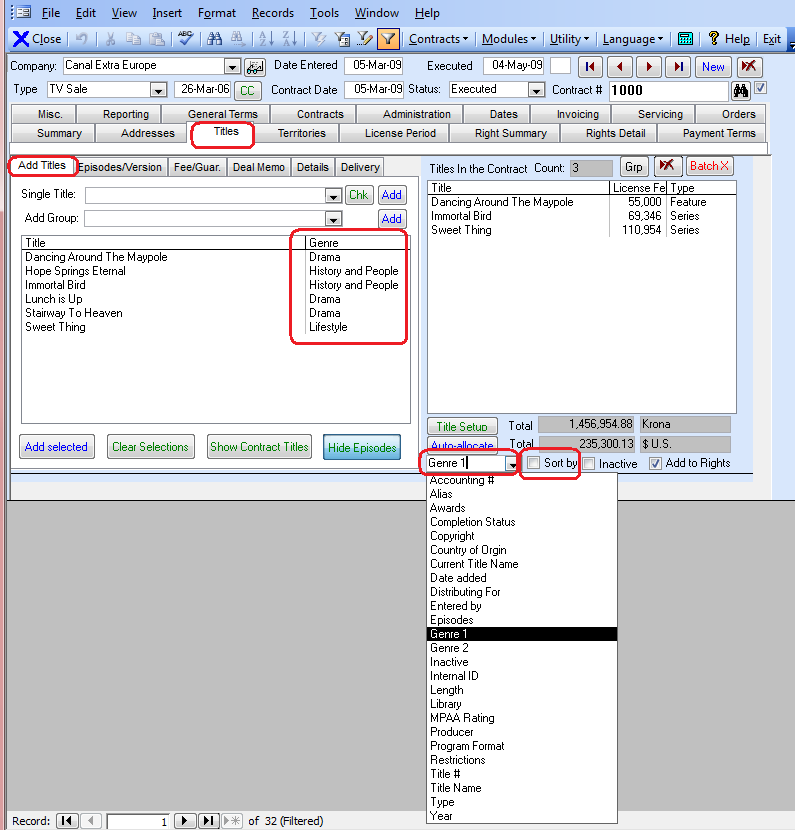 File Edit View Insert Format Records Tools Window Help
Close Contracts Modules Utility Language Help Exit
Company: Canal Extra Europe Date Entered 05-Mar-09 Executed 04-May-09 New
Type TV Sale 26-Mar-06 CC Contract Date 05-Mar-09 Status: Executed Contract # 1000
Misc. Reporting General Terms Contracts Administration Dates Invoicing Servicing Orders
Summary Addresses Titles Territories License Period Right Summary Rights Detail Payment Terms
Add Titles Episodes/Version Fee/Guar. Deal Memo Details Delivery
Single Title: Chk Add
Add Group: Add
Title Genre
Dancing Around The Maypole Drama
Hope Springs Eternal History and People
Immortal Bird History and People
Lunch is Up Drama
Stairway To Heaven Drama
Sweet Thing Lifestyle
Add selected Clear Selections Show Contract Titles Hide Episodes
Titles In the Contract Count: 3 Grp Batch X
Title License Fe Type
Dancing Around The Maypole 55,000 Feature
Immortal Bird 69,346 Series
Sweet Thing 110,954 Series
Title Setup Total 1,456,954.88 Krona
Auto-allocate Total 235,300.13 $ U.S.
Genre 1 Sort by Inactive Add to Rights
Accounting #
Alias
Awards
Completion Status
Copyright
Country of Orgin
Current Title Name
Date added
Distributing For
Entered by
Episodes
Genre 1
Genre 2
Inactive
Internal ID
Length
Library
MPAA Rating
Producer
Program Format
Restrictions
Title #
Title Name
Type
Year
Record: 1 of 32 (Filtered)